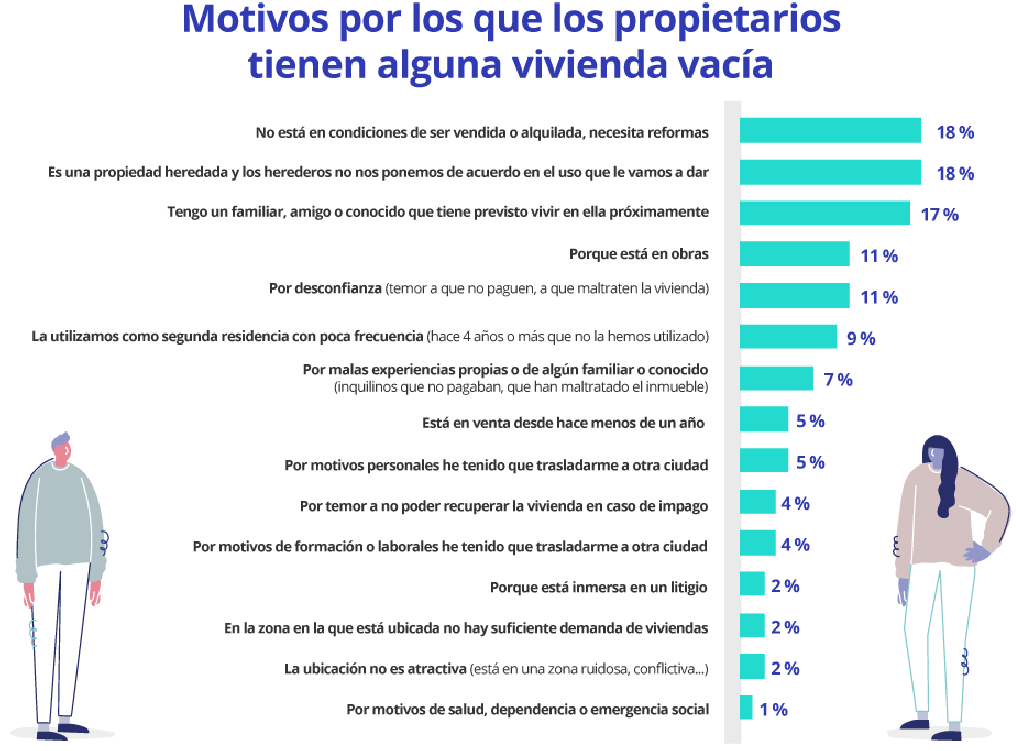 Motivos por los que los propietarios
tienen alguna vivienda vacía
No está en condiciones de ser vendida o alquilada, necesita reformas 18 %
Es una propiedad heredada y los herederos no nos ponemos de acuerdo en el uso que le vamos a dar 18 %
Tengo un familiar, amigo o conocido que tiene previsto vivir en ella próximamente 17 %
Porque está en obras 11 %
Por desconfianza (temor a que no paguen, a que maltraten la vivienda) 11 %
La utilizamos como segunda residencia con poca frecuencia (hace 4 años o más que no la hemos utilizado) 9 %
Por malas experiencias propias o de algún familiar o conocido
(inquilinos que no pagaban, que han maltratado el inmueble) 7 %
Está en venta desde hace menos de un año 5 %
Por motivos personales he tenido que trasladarme a otra ciudad 5 %
Por temor a no poder recuperar la vivienda en caso de impago 4 %
Por motivos de formación o laborales he tenido que trasladarme a otra ciudad 4 %
Porque está inmersa en un litigio 2 %
En la zona en la que está ubicada no hay suficiente demanda de viviendas 2 %
La ubicación no es atractiva (está en una zona ruidosa, conflictiva...) 2 %
Por motivos de salud, dependencia o emergencia social 1 %